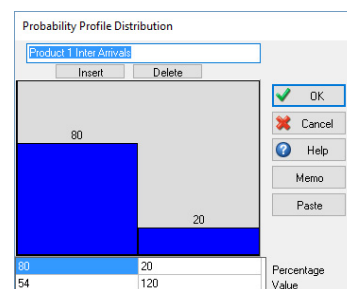 Probability Profile Distribution
Product 1 Inter Arrivals
Insert Delete
OK
Cancel
80
Help
Memo
20
Paste
80 20 Percentage
54 120 Value